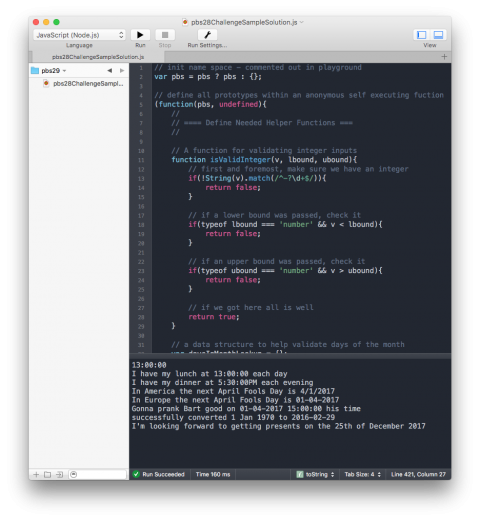 pbs28ChallengeSampleSolution.js
JavaScript (Node.js)
Language
Run
Stop
Run Settings...
View
pbs28ChallengeSampleSolution.js
pbs29
pbs28ChallengeSampl...
1 // init name space – commented out in playground
2 var pbs = pbs ? pbs : {};
3
4 // define all prototypes within an anonymous self executing fuction
5 (function(pbs, undefined){
6 //
7 // ==== Define Needed Helper Functions ===
8 //
9
10 // A function for validating integer inputs
11 function isValidInteger(v, lbound, ubound){
12 // first and foremost, make sure we have an integer
13 if(!String(v).match(/^-?\d+$/)){
14 return false;
15 }
16
17 // if a lower bound was passed, check it
18 if(typeof lbound === 'number' && v < lbound){
19 return false;
20 }
21
22 // if an upper bound was passed, check it
23 if(typeof ubound === 'number' && v > ubound){
24 return false;
25 }
26
27 // if we got here all is well
28 return true;
29 }
30
31 // a data structure to help validate days of the month
13:00:00
I have my lunch at 13:00:00 each day
I have my dinner at 5:30:00PM each evening
In America the next April Fools Day is 4/1/2017
In Europe the next April Fools Day is 01-04-2017
Gonna prank Bart good on 01-04-2017 15:00:00 his time
successfully converted 1 Jan 1970 to 2016-02-29
I'm looking forward to getting presents on the 25th of December 2017
Run Succeeded
Time 160 ms
toString
Tab Size: 4
Line 421, Column 27